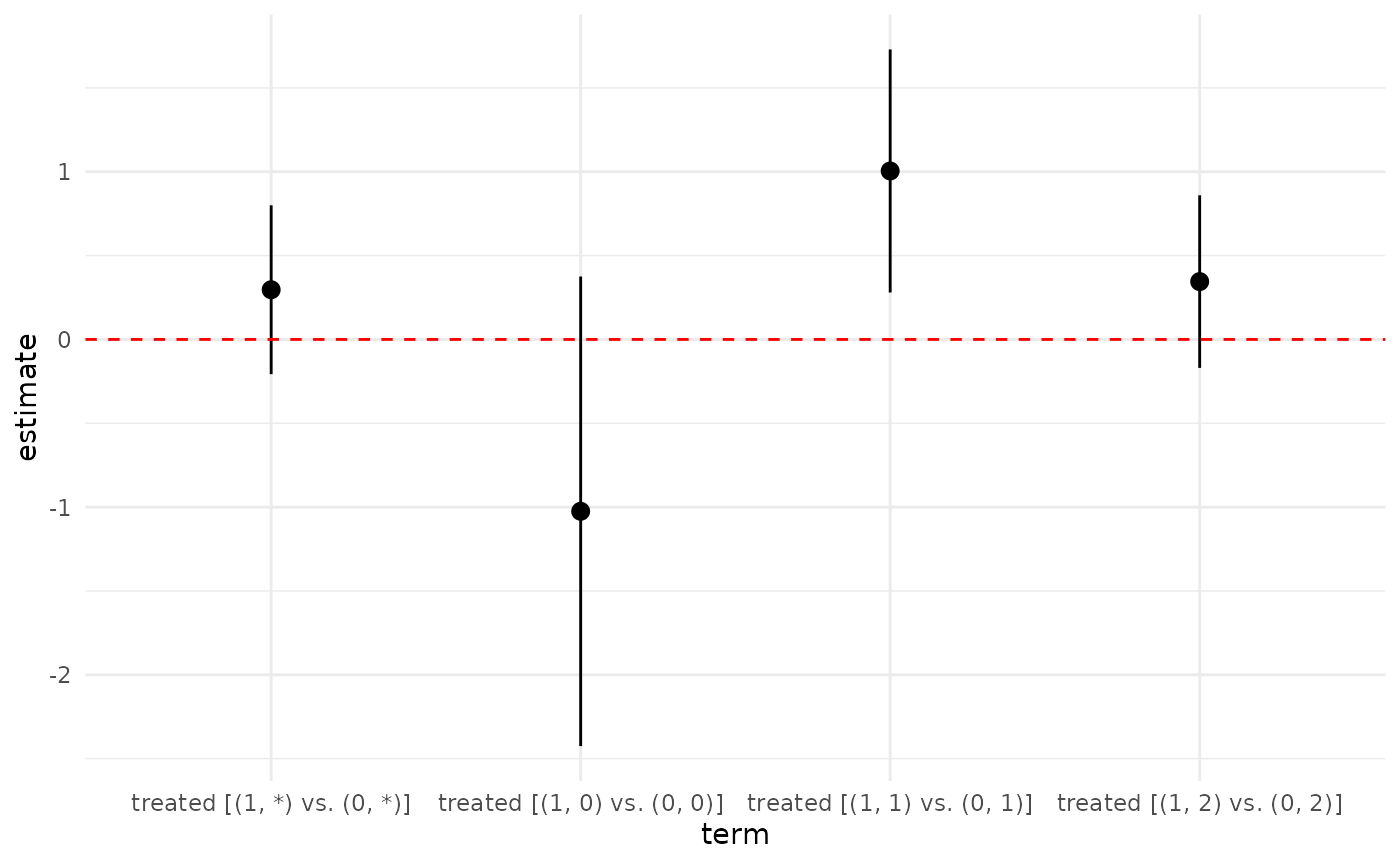 1
0
-1
-2
estimate
treated [(1, *) vs. (0, *)] treated [(1, 0) vs. (0, 0)] treated [(1, 1) vs. (0, 1)] treated [(1, 2) vs. (0, 2)]
term